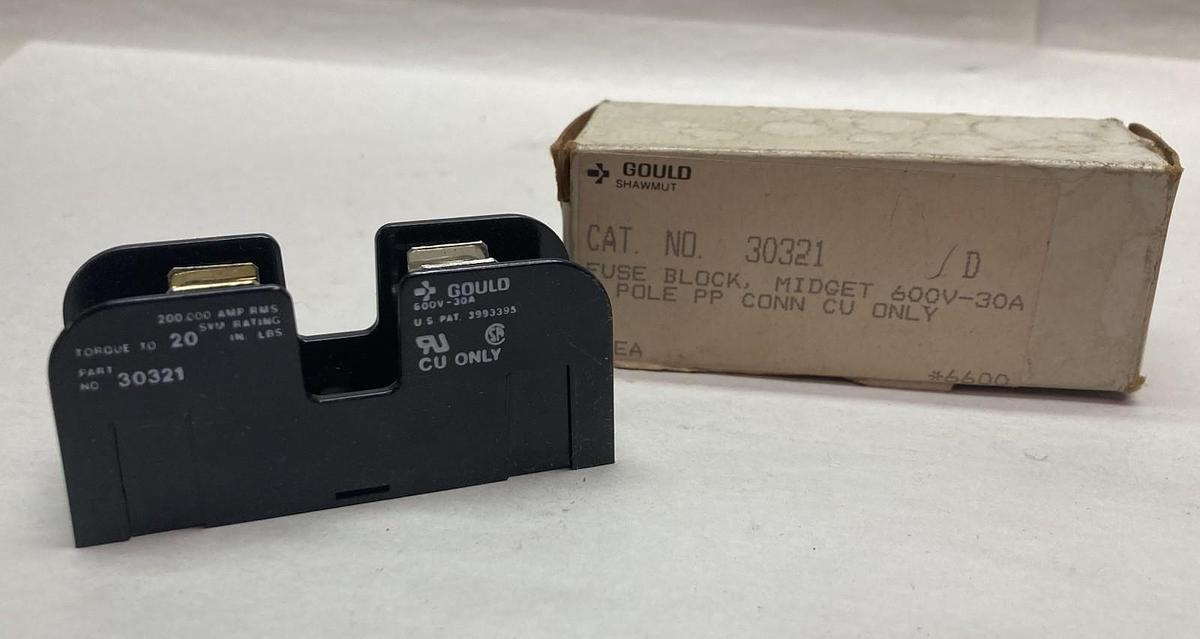 200,000 AMP RMS
SYM RATING
TORQUE TO 20 IN. LBS
PART
NO 30321
GOULD
600V-30A
U.S PAT. 3993395
CU ONLY
GOULD
SHAWMUT
CAT. NO. 30321 D
FUSE BLOCK, MIDGET 600V-30A
POLE PP CONN CU ONLY
EA
*6600